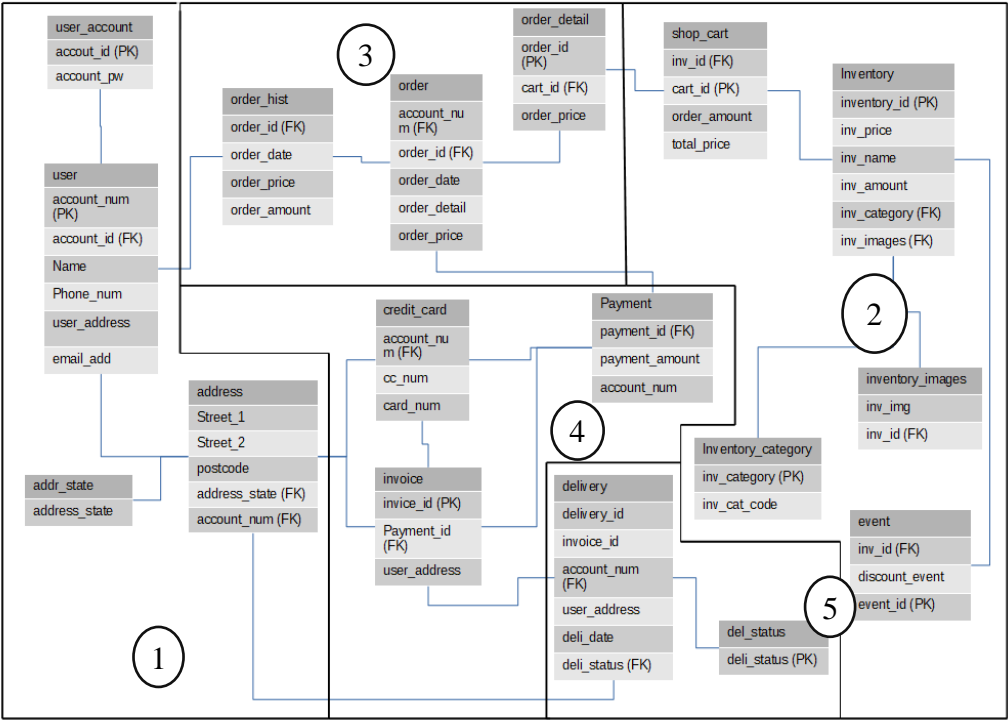 user_account
accout_id (PK)
account_pw
user
account_num
(PK)
account_id (FK)
Name
Phone_num
user_address
email_add
addr_state
address_state
address
Street_1
Street_2
postcode
address_state (FK)
account_num (FK)
1
3
order_hist
order_id (FK)
order_date
order_price
order_amount
order
account_nu
m (FK)
order_id (FK)
order_date
order_detail
order_price
order_detail
order_id
(PK)
cart_id (FK)
order_price
shop_cart
inv_id (FK)
cart_id (PK)
order_amount
total_price
Inventory
inventory_id (PK)
inv_price
inv_name
inv_amount
inv_category (FK)
inv_images (FK)
2
inventory_images
inv_img
inv_id (FK)
Inventory_category
inv_category (PK)
inv_cat_code
event
inv_id (FK)
discount_event
event_id (PK)
credit_card
account_nu
m (FK)
cc_num
card_num
Payment
payment_id (FK)
payment_amount
account_num
4
invoice
invice_id (PK)
Payment_id
(FK)
user_address
delivery
delivery_id
invoice_id
account_num
(FK)
user_address
deli_date
deli_status (FK)
5
del_status
deli_status (PK)